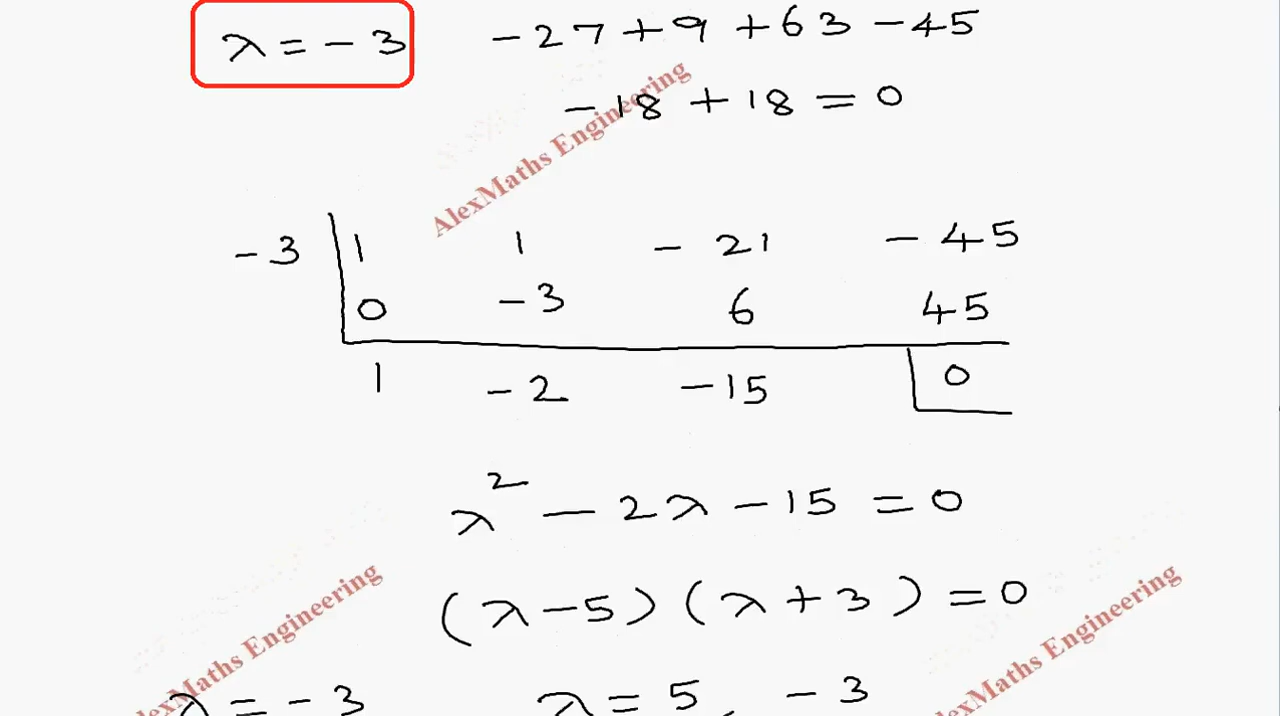 λ = - 3 - 27 + 9 + 63 - 45
- 18 + 18 = 0
AlexMaths Engineering
- 3 | 1 1 - 21 - 45
0 - 3 6 45
1 - 2 - 15 0
λ² - 2λ - 15 = 0
(λ - 5) (λ + 3) = 0
AlexMaths Engineering
AlexMaths Engineering
λ = - 3 λ = 5, - 3